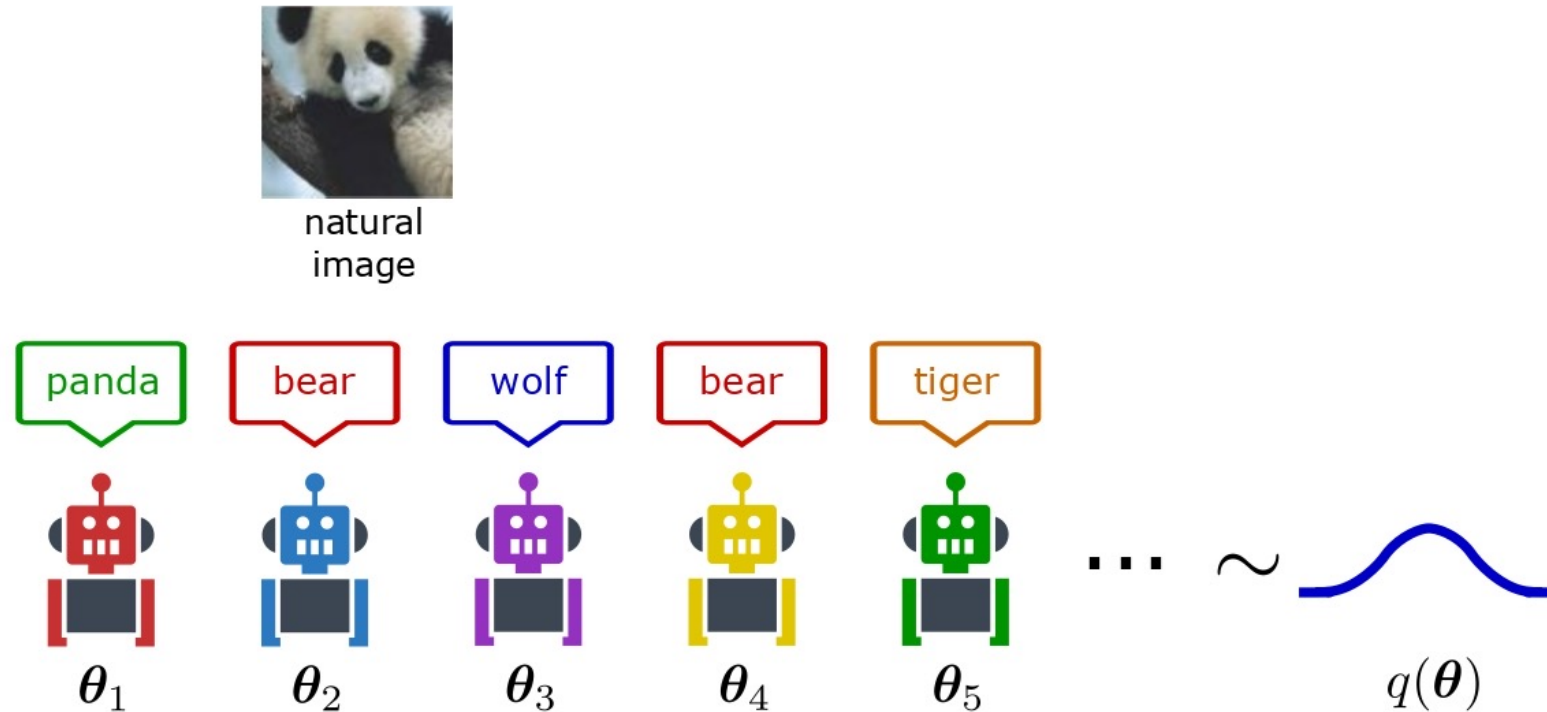 natural
image
panda bear wolf bear tiger
... ∼
θ₁ θ₂ θ₃ θ₄ θ₅ q(θ)